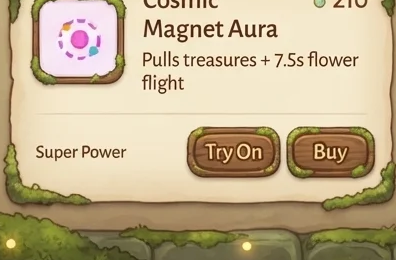 Cosmic 210
Magnet Aura
Pulls treasures + 7.5s flower
flight
Super Power
Try On
Buy